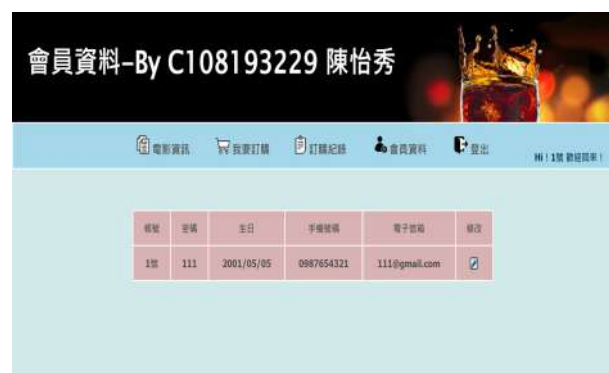 會員資料-By C108193229 陳怡秀
電影資訊 我要訂購 訂購紀錄 會員資料 登出
Hi ! 1號 歡迎回來 !
帳號 密碼 生日 手機號碼 電子信箱 修改
1號 111 2001/05/05 0987654321 111@gmail.com